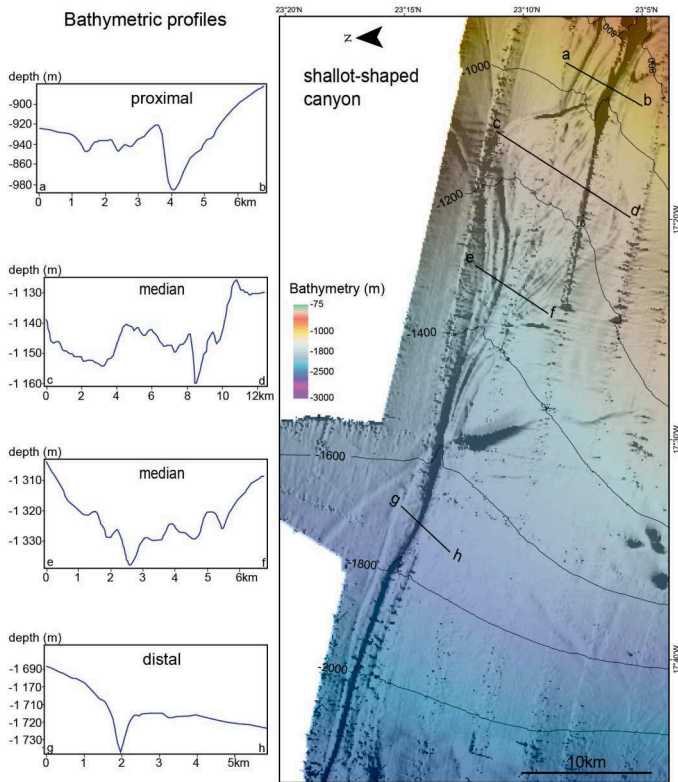 Bathymetric profiles
depth (m)
proximal
-900
-920
-940
-960
-980
a b
0 1 2 3 4 5 6km
depth (m)
median
-1 130
-1 140
-1 150
-1 160
c d
0 2 4 6 8 10 12km
depth (m)
median
-1 310
-1 320
-1 330
e f
0 1 2 3 4 5 6km
depth (m)
distal
-1 690
-1 170
-1 720
-1 730
g h
0 2 4 5km
23°20'N 23°15'N 23°10'N 23°5'N
N
shallot-shaped
canyon
-1000
800
800
a
b
c
d
-1200
17°20'W
e
f
Bathymetry (m)
-75
-1000
-1800
-2500
-3000
-1400
17°30'W
-1600
g
h
-1800
17°40'W
-2000
10km